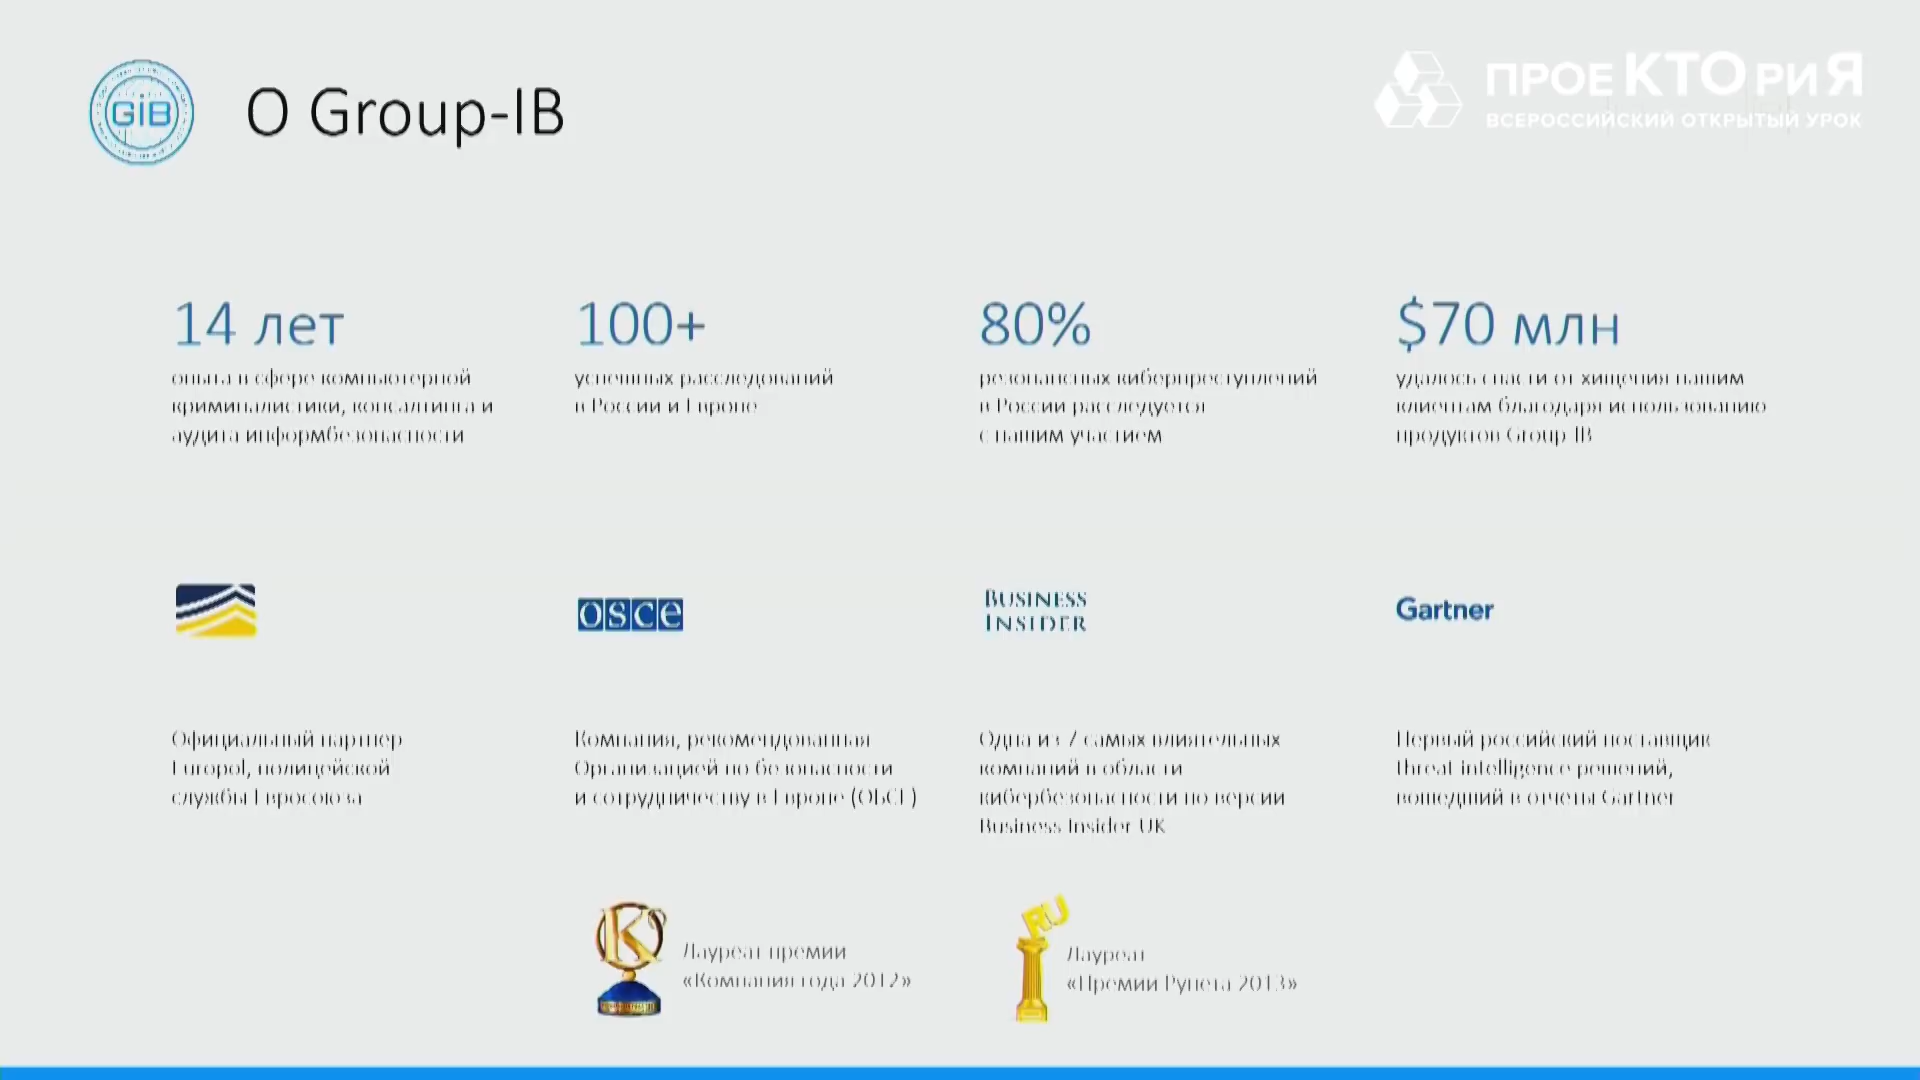 GIB
О Group-IB
ПРОЕКТОРИЯ
ВСЕРОССИЙСКИЙ ОТКРЫТЫЙ УРОК
14 лет
опыта в сфере компьютерной
криминалистики, консалтинга и
аудита информбезопасности
100+
успешных расследований
в России и Европе
80%
резонансных киберпреступлений
в России расследуется
с нашим участием
$70 млн
удалось спасти от хищения нашим
клиентам благодаря использованию
продуктов Group-IB
Официальный партнер
Europol, полицейской
службы Евросоюза
osce
Компания, рекомендованная
Организацией по безопасности
и сотрудничеству в Европе (ОБСЕ)
BUSINESS
INSIDER
Одна из 7 самых влиятельных
компаний в области
кибербезопасности по версии
Business Insider UK
Gartner
Первый российский поставщик
threat intelligence решений,
вошедший в отчеты Gartner
К
Лауреат премии
«Компания года 2012»
RU
Лауреат
«Премии Рунета 2013»